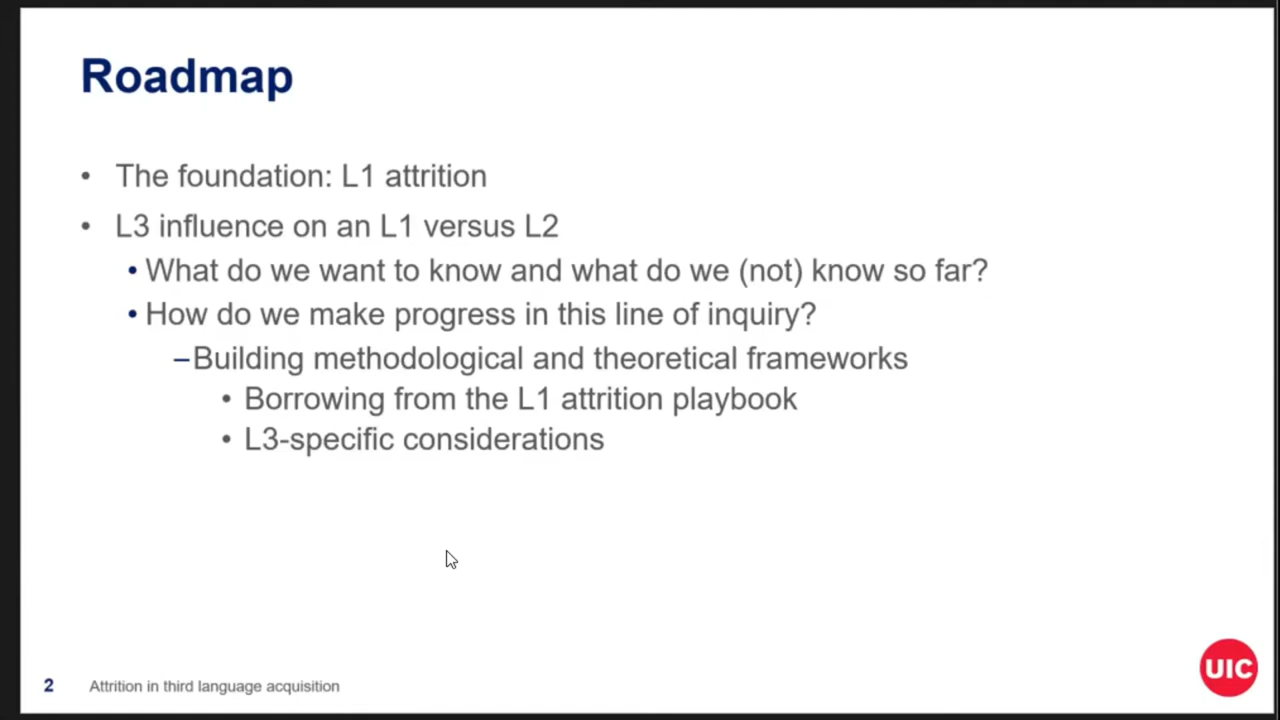 Roadmap
• The foundation: L1 attrition
• L3 influence on an L1 versus L2
• What do we want to know and what do we (not) know so far?
• How do we make progress in this line of inquiry?
–Building methodological and theoretical frameworks
• Borrowing from the L1 attrition playbook
• L3-specific considerations
2 Attrition in third language acquisition
UIC